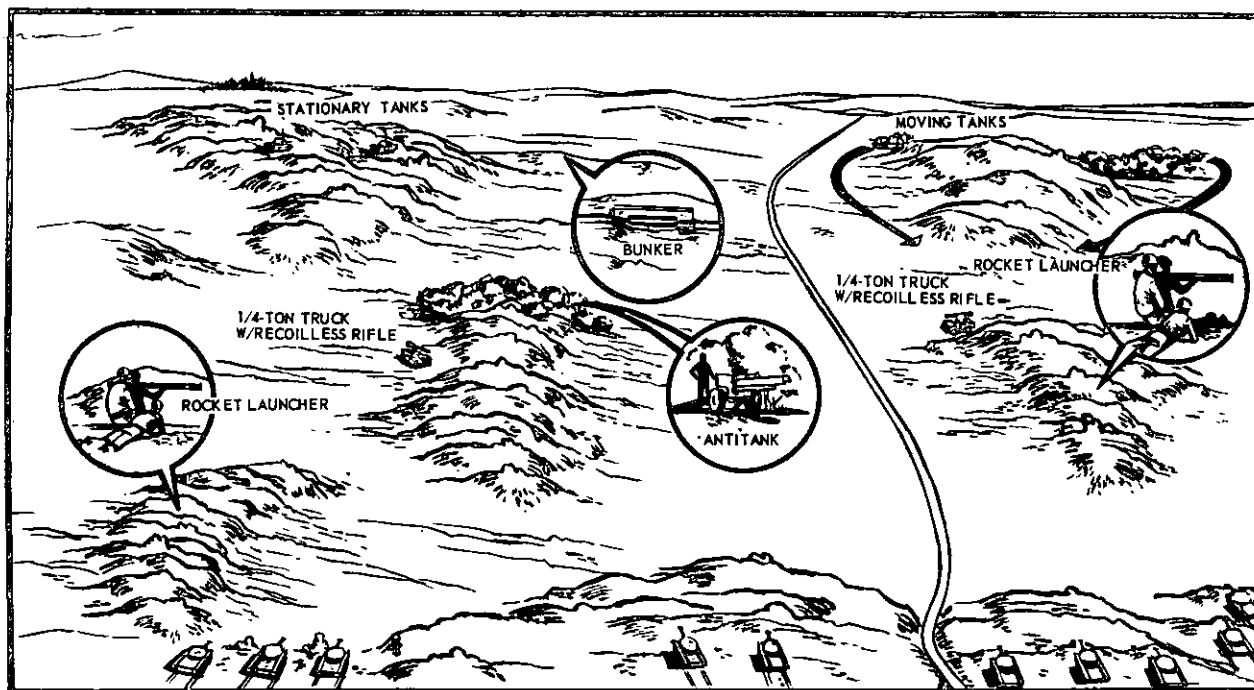 STATIONARY TANKS
MOVING TANKS
BUNKER
ROCKET LAUNCHER
1/4-TON TRUCK
W/RECOILLESS RIFLE
1/4-TON TRUCK
W/RECOILLESS RIFLE
ROCKET LAUNCHER
ANTITANK